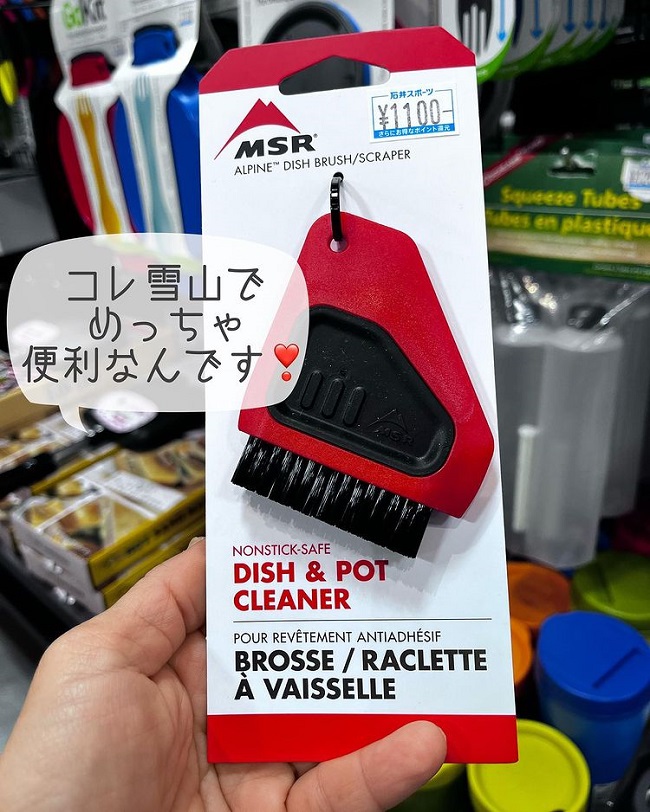 GriKit
石井スポーツ
¥1100-
さらにお得なポイント還元
MSR®
ALPINE™ DISH BRUSH/SCRAPER
コレ雪山で
めっちゃ
便利なんです❣️
MSR
Squeeze Tubes
Tubes en plastique
NONSTICK-SAFE
DISH & POT
CLEANER
POUR REVÊTEMENT ANTIADHÉSIF
BROSSE / RACLETTE
À VAISSELLE